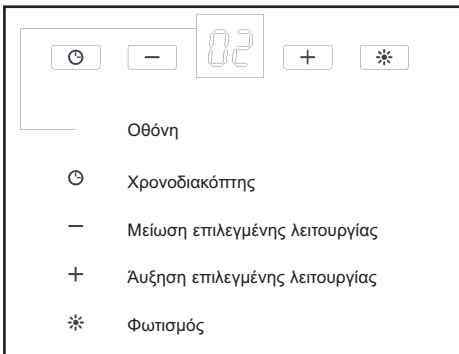 02
Οθόνη
Χρονοδιακόπτης
− Μείωση επιλεγμένης λειτουργίας
+ Άυξηση επιλεγμένης λειτουργίας
Φωτισμός